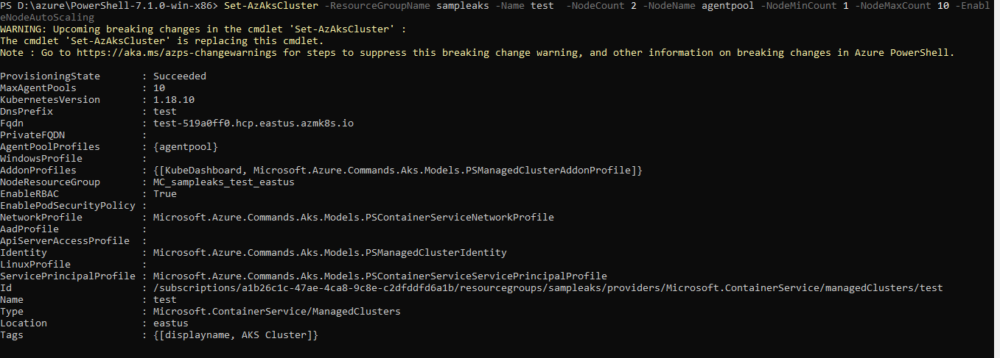 PS D:\azure\PowerShell-7.1.0-win-x86> Set-AzAksCluster -ResourceGroupName sampleaks -Name test  -NodeCount 2 -NodeName agentpool -NodeMinCount 1 -NodeMaxCount 10 -Enabl
eNodeAutoScaling
WARNING: Upcoming breaking changes in the cmdlet 'Set-AzAksCluster' :
The cmdlet 'Set-AzAksCluster' is replacing this cmdlet.
Note : Go to https://aka.ms/azps-changewarnings for steps to suppress this breaking change warning, and other information on breaking changes in Azure PowerShell.
ProvisioningState       : Succeeded
MaxAgentPools           : 10
KubernetesVersion       : 1.18.10
DnsPrefix               : test
Fqdn                    : test-519a0ff0.hcp.eastus.azmk8s.io
PrivateFQDN             :
AgentPoolProfiles       : {agentpool}
WindowsProfile          :
AddonProfiles           : {[KubeDashboard, Microsoft.Azure.Commands.Aks.Models.PSManagedClusterAddonProfile]}
NodeResourceGroup       : MC_sampleaks_test_eastus
EnableRBAC              : True
EnablePodSecurityPolicy :
NetworkProfile          : Microsoft.Azure.Commands.Aks.Models.PSContainerServiceNetworkProfile
AadProfile              :
ApiServerAccessProfile  :
Identity                : Microsoft.Azure.Commands.Aks.Models.PSManagedClusterIdentity
LinuxProfile            :
ServicePrincipalProfile : Microsoft.Azure.Commands.Aks.Models.PSContainerServiceServicePrincipalProfile
Id                      : /subscriptions/a1b26c1c-47ae-4ca8-9c8e-c2dfddfd6a1b/resourcegroups/sampleaks/providers/Microsoft.ContainerService/managedClusters/test
Name                    : test
Type                    : Microsoft.ContainerService/ManagedClusters
Location                : eastus
Tags                    : {[displayname, AKS Cluster]}